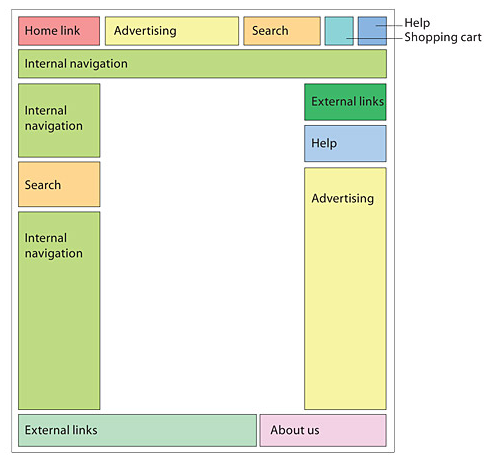 Home link
Advertising
Search
Help
Shopping cart
Internal navigation
Internal
navigation
External links
Help
Search
Advertising
Internal
navigation
External links
About us